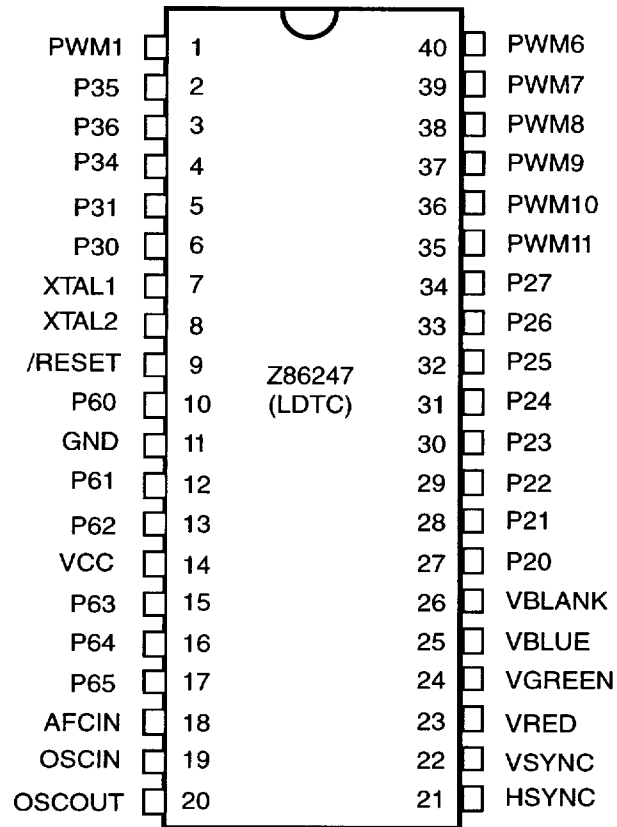 PWM1 1 40 PWM6
P35 2 39 PWM7
P36 3 38 PWM8
P34 4 37 PWM9
P31 5 36 PWM10
P30 6 35 PWM11
XTAL1 7 34 P27
XTAL2 8 33 P26
/RESET 9 32 P25
Z86247
P60 10 (LDTC) 31 P24
GND 11 30 P23
P61 12 29 P22
P62 13 28 P21
VCC 14 27 P20
P63 15 26 VBLANK
P64 16 25 VBLUE
P65 17 24 VGREEN
AFCIN 18 23 VRED
OSCIN 19 22 VSYNC
OSCOUT 20 21 HSYNC